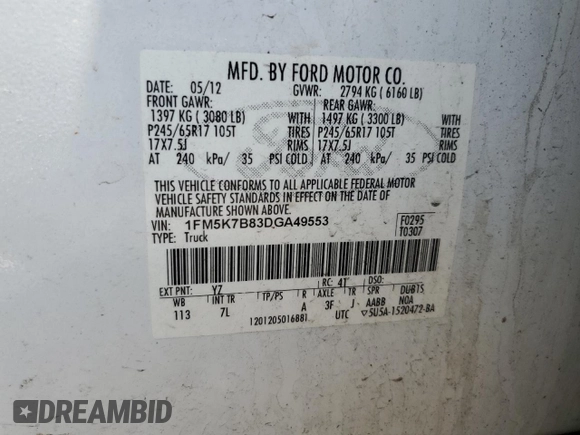 MFD. BY FORD MOTOR CO.
DATE: 05/12 GVWR: 2794 KG ( 6160 LB)
FRONT GAWR: REAR GAWR:
1397 KG ( 3080 LB) WITH 1497 KG ( 3300 LB) WITH
P245/65R17 105T TIRES P245/65R17 105T TIRES
17X7.5J RIMS 17X7.5J RIMS
AT 240 kPa/ 35 PSI COLD AT 240 kPa/ 35 PSI COLD
THIS VEHICLE CONFORMS TO ALL APPLICABLE FEDERAL MOTOR
VEHICLE SAFETY STANDARDS IN EFFECT ON THE DATE OF
MANUFACTURE SHOWN ABOVE.
VIN: 1FM5K7B83DGA49553 F0295
TYPE: Truck T0307
EXT PNT: YZ RC: 41 DSO:
WB INT TR TP/PS R AXLE TR SPR DUB1S
113 7L A 3F J AABB N0A
1201205016881 UTC ▽5U5A-1520472-BA
Ford
DREAMBID